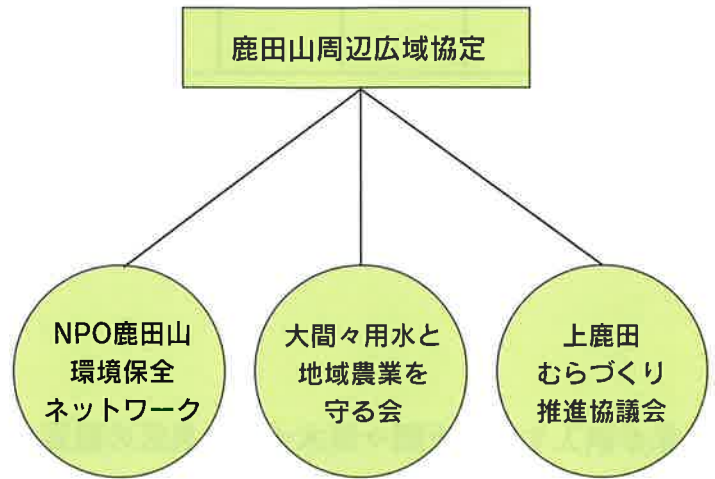 鹿田山周辺広域協定
NPO鹿田山
環境保全
ネットワーク
大間々用水と
地域農業を
守る会
上鹿田
むらづくり
推進協議会